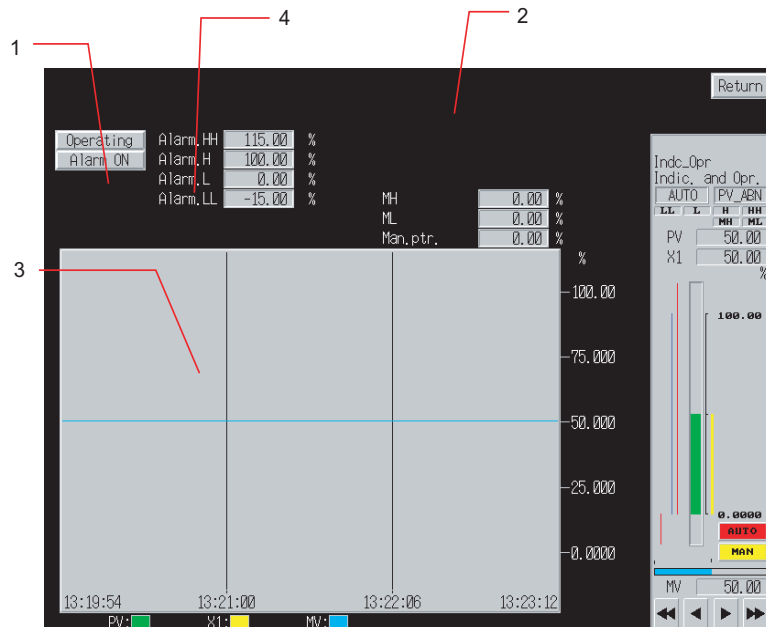 1
4
2
3
Return
Operating
Alarm ON
Alarm.HH 115.00 %
Alarm.H 100.00 %
Alarm.L 0.00 %
Alarm.LL -15.00 %
MH 0.00 %
ML 0.00 %
Man.ptr. 0.00 %
%
100.00
75.000
50.000
25.000
0.0000
13:19:54 13:21:00 13:22:06 13:23:12
PV: X1: MV:
Indc_Opr
Indic. and Opr.
AUTO PV_ABN
LL L H HH
MH ML
PV 50.00
X1 50.00
%
100.00
0.0000
AUTO
MAN
MV 50.00